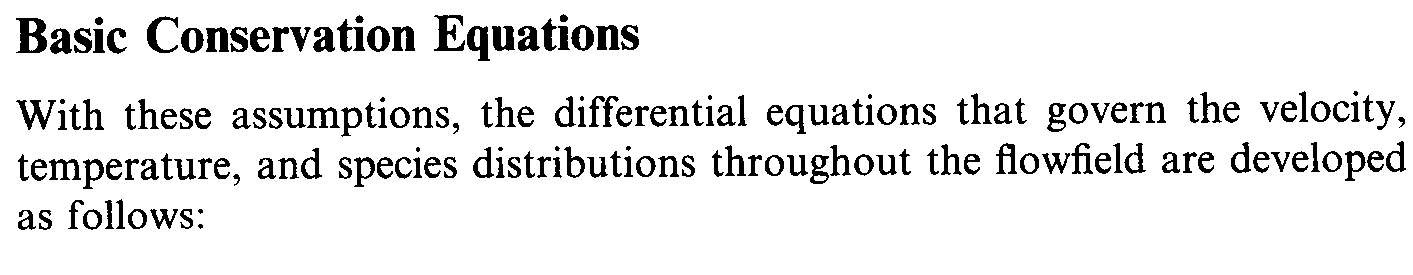 Basic Conservation Equations
With these assumptions, the differential equations that govern the velocity,
temperature, and species distributions throughout the flowfield are developed
as follows: